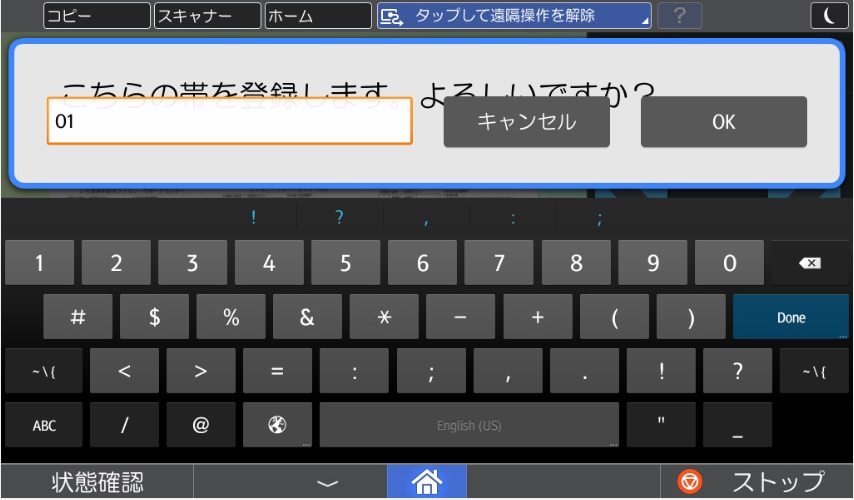 コピー
スキャナー
ホーム
タップして遠隔操作を解除
?
こちらの帯を登録します。よろしいですか?
01
キャンセル
OK
! ? , : ;
1 2 3 4 5 6 7 8 9 0
# $ % & * - + ( ) Done
~\{ < > = : ; , . ! ? ~\{
ABC / @ English (US) " _
状態確認
ストップ